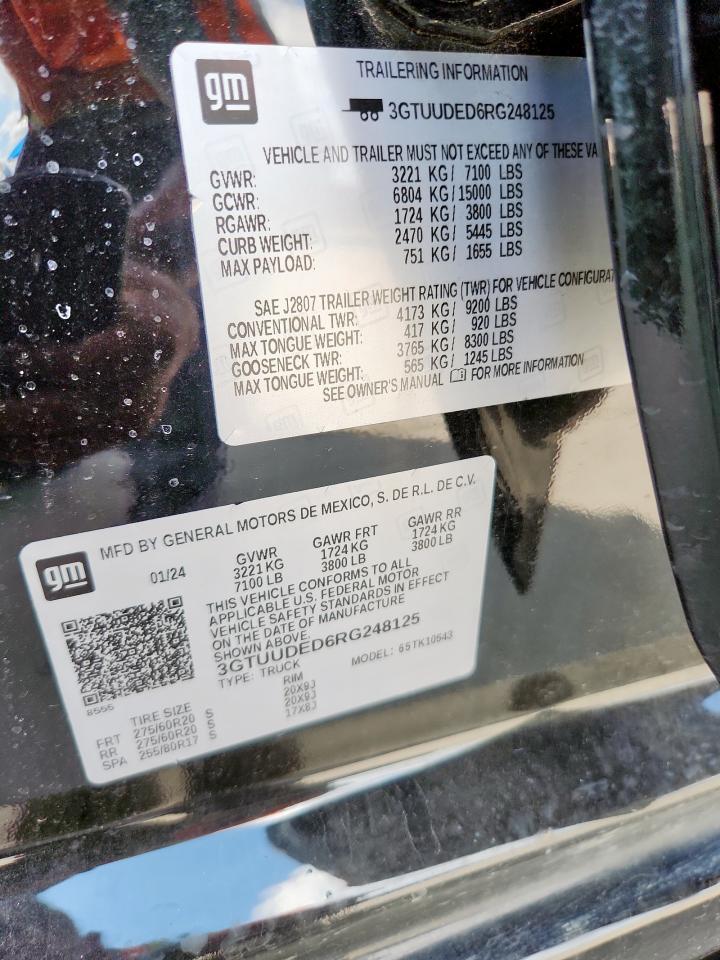 gm
TRAILERING INFORMATION
3GTUUDED6RG248125
VEHICLE AND TRAILER MUST NOT EXCEED ANY OF THESE VA
GVWR: 3221 KG/ 7100 LBS
GCWR: 6804 KG/15000 LBS
RGAWR: 1724 KG/ 3800 LBS
CURB WEIGHT: 2470 KG/ 5445 LBS
MAX PAYLOAD: 751 KG/ 1655 LBS
SAE J2807 TRAILER WEIGHT RATING (TWR) FOR VEHICLE CONFIGURAT
CONVENTIONAL TWR: 4173 KG/ 9200 LBS
MAX TONGUE WEIGHT: 417 KG/ 920 LBS
GOOSENECK TWR: 3765 KG/ 8300 LBS
MAX TONGUE WEIGHT: 565 KG/ 1245 LBS
SEE OWNER'S MANUAL FOR MORE INFORMATION
gm
MFD BY GENERAL MOTORS DE MEXICO, S. DE R.L. DE C.V.
01/24
GVWR GAWR FRT GAWR RR
3221 KG 1724 KG 1724 KG
7100 LB 3800 LB 3800 LB
THIS VEHICLE CONFORMS TO ALL
APPLICABLE U.S. FEDERAL MOTOR
VEHICLE SAFETY STANDARDS IN EFFECT
ON THE DATE OF MANUFACTURE
SHOWN ABOVE.
3GTUUDED6RG248125
TYPE: TRUCK MODEL: 65TK10543
8556
TIRE SIZE RIM
FRT 275/60R20 S 20X9J
RR 275/60R20 S 20X9J
SPA 255/80R17 S 17X8J